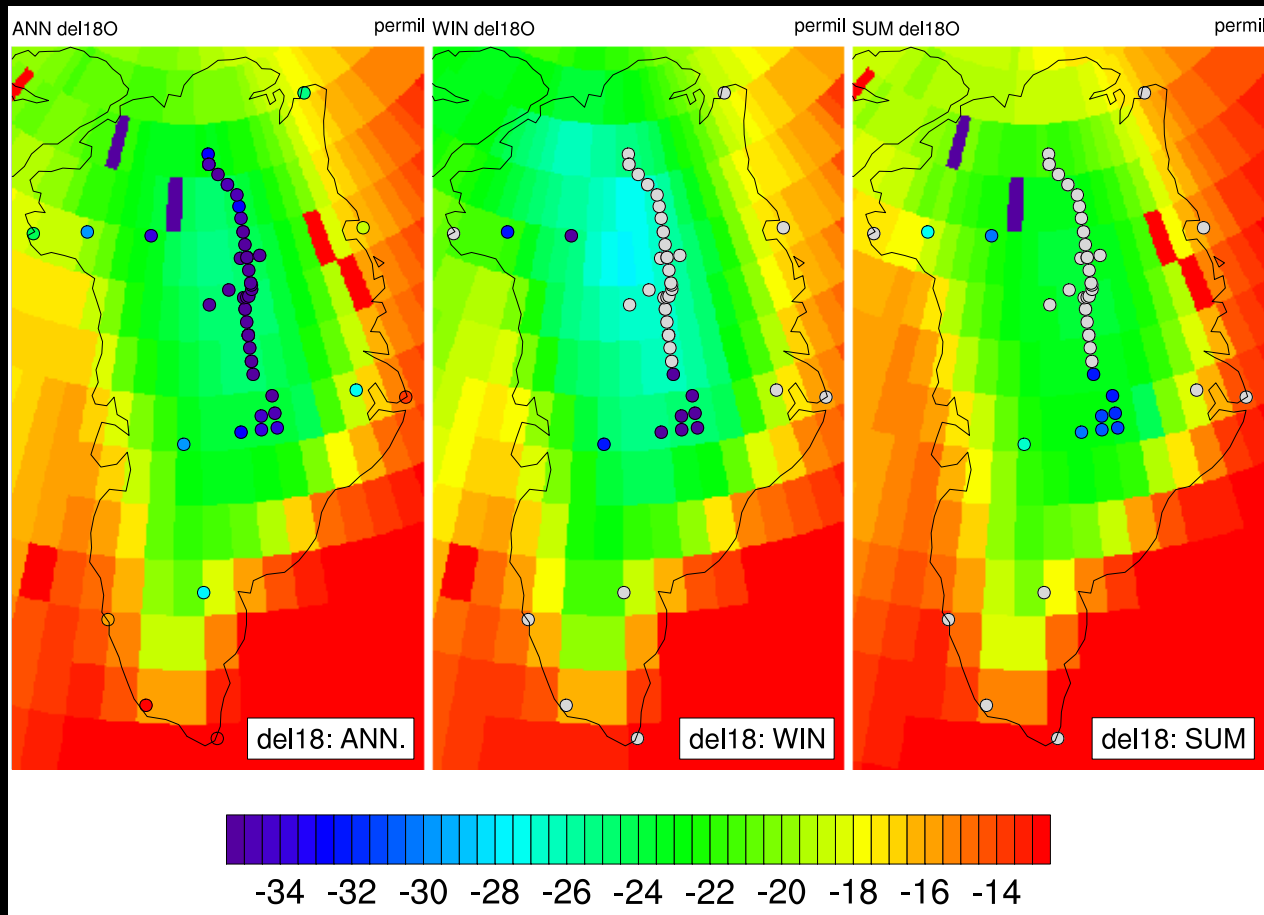 ANN del18O permil WIN del18O permil SUM del18O permil
del18: ANN. del18: WIN del18: SUM
-34 -32 -30 -28 -26 -24 -22 -20 -18 -16 -14